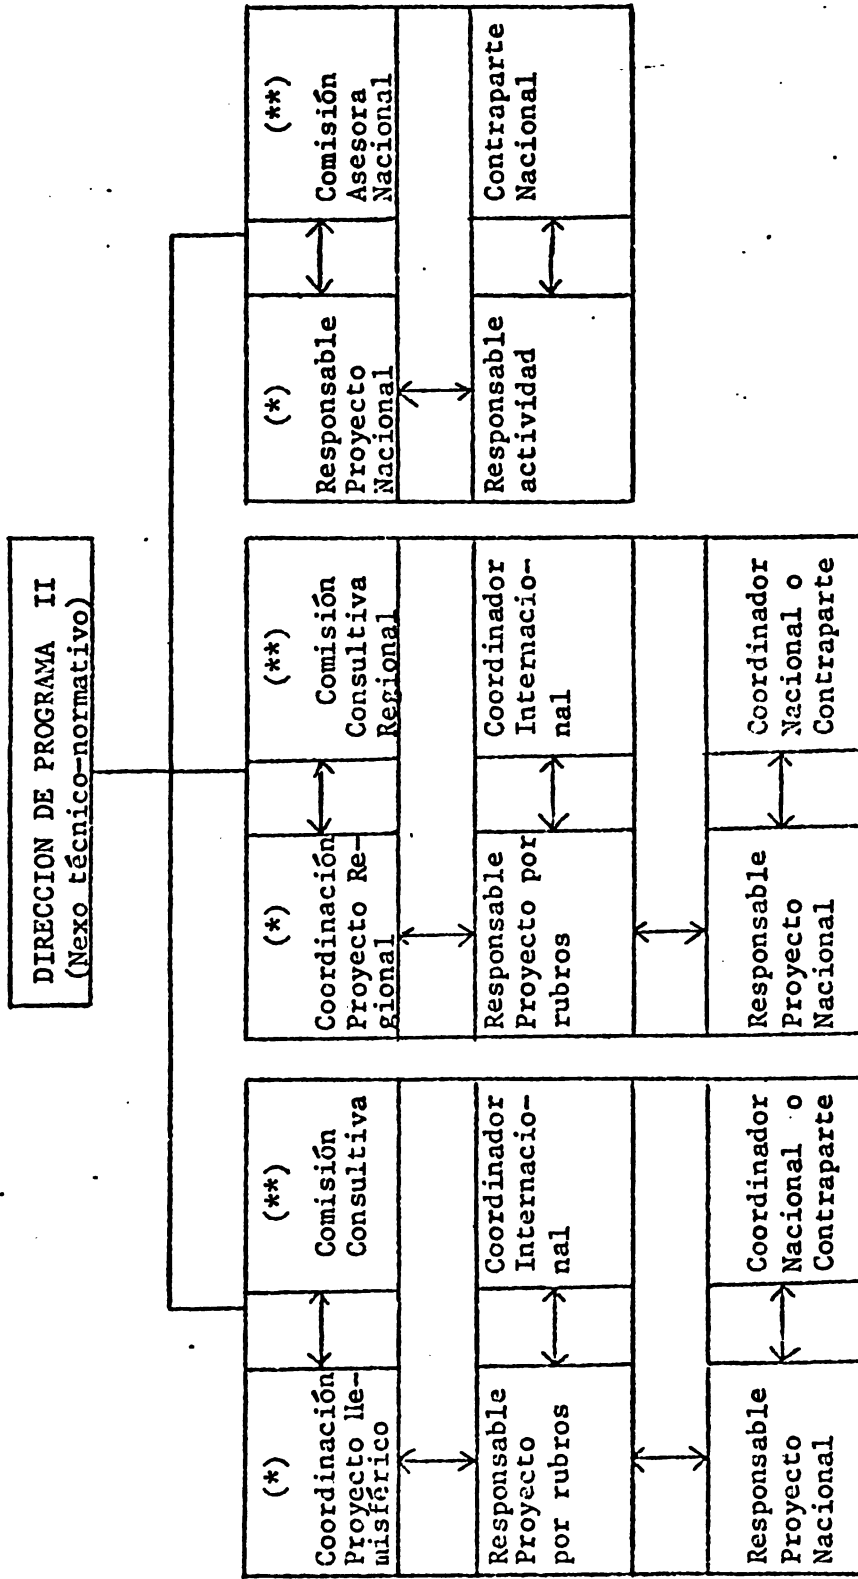 DIRECCION DE PROGRAMA II
(Nexo técnico-normativo)
(*)
Coordinación
Proyecto He-
misférico
(**)
Comisión
Consultiva
Responsable
Proyecto
por rubros
Coordinador
Internacio-
nal
Responsable
Proyecto
Nacional
Coordinador
Nacional o
Contraparte
(*)
Coordinación
Proyecto Re-
gional
(**)
Comisión
Consultiva
Regional
Responsable
Proyecto por
rubros
Coordinador
Internacio-
nal
Responsable
Proyecto
Nacional
Coordinador
Nacional o
Contraparte
(*)
Responsable
Proyecto
Nacional
(**)
Comisión
Asesora
Nacional
Responsable
actividad
Contraparte
Nacional